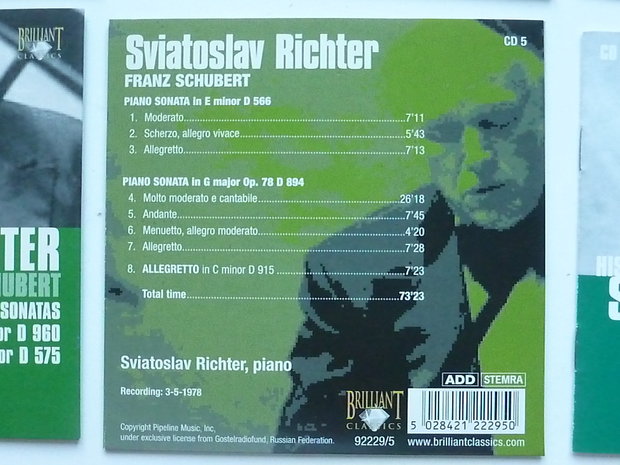 BRILLIANT
CLASSICS
TER
UBERT
SONATAS
or D 960
or D 575
Sviatoslav Richter
CD 5
FRANZ SCHUBERT
PIANO SONATA in E minor D 566
1. Moderato 7'11
2. Scherzo, allegro vivace 5'43
3. Allegretto 7'13
PIANO SONATA in G major Op. 78 D 894
4. Molto moderato e cantabile 26'18
5. Andante 7'45
6. Menuetto, allegro moderato 4'20
7. Allegretto 7'28
8. ALLEGRETTO in C minor D 915 7'23
Total time 73'23
Sviatoslav Richter, piano
Recording: 3-5-1978
Copyright Pipeline Music, Inc,
under exclusive license from Gostelradiofund, Russian Federation.
BRILLIANT
CLASSICS
92229/5
ADD STEMRA
5 028421 222950
www.brilliantclassics.com
CD
HIS
S